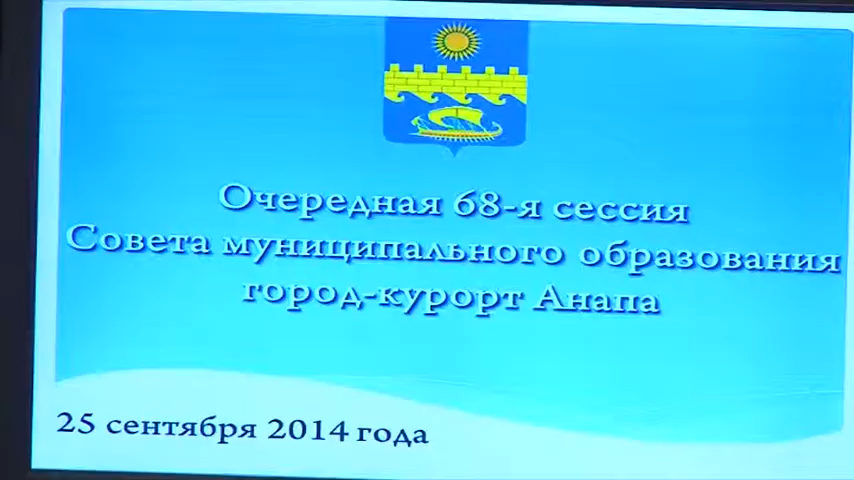 Очередная 68-я сессия
Совета муниципального образования
город-курорт Анапа
25 сентября 2014 года